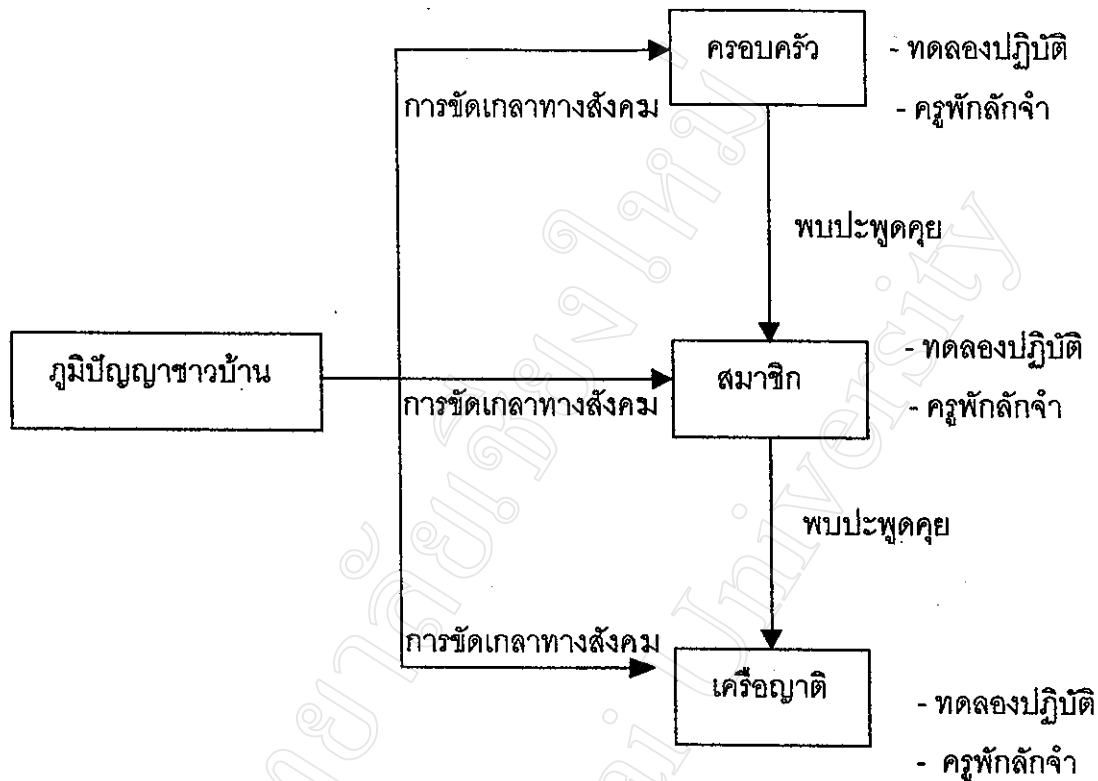 ครอบครัว
- ทดลองปฏิบัติ
- ครูพักลักจำ
การขัดเกลาทางสังคม
พบปะพูดคุย
ภูมิปัญญาชาวบ้าน
การขัดเกลาทางสังคม
สมาชิก
- ทดลองปฏิบัติ
- ครูพักลักจำ
พบปะพูดคุย
การขัดเกลาทางสังคม
เครือญาติ
- ทดลองปฏิบัติ
- ครูพักลักจำ
University